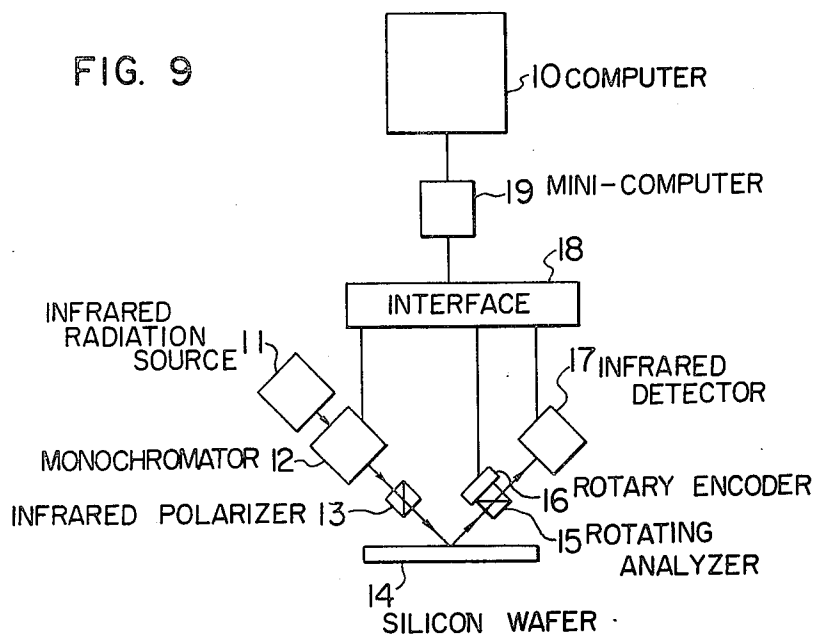 FIG. 9
10 COMPUTER
19 MINI-COMPUTER
18
INTERFACE
INFRARED
RADIATION
SOURCE 11
17 INFRARED
DETECTOR
MONOCHROMATOR 12
16 ROTARY ENCODER
INFRARED POLARIZER 13
15 ROTATING
ANALYZER
14
SILICON WAFER